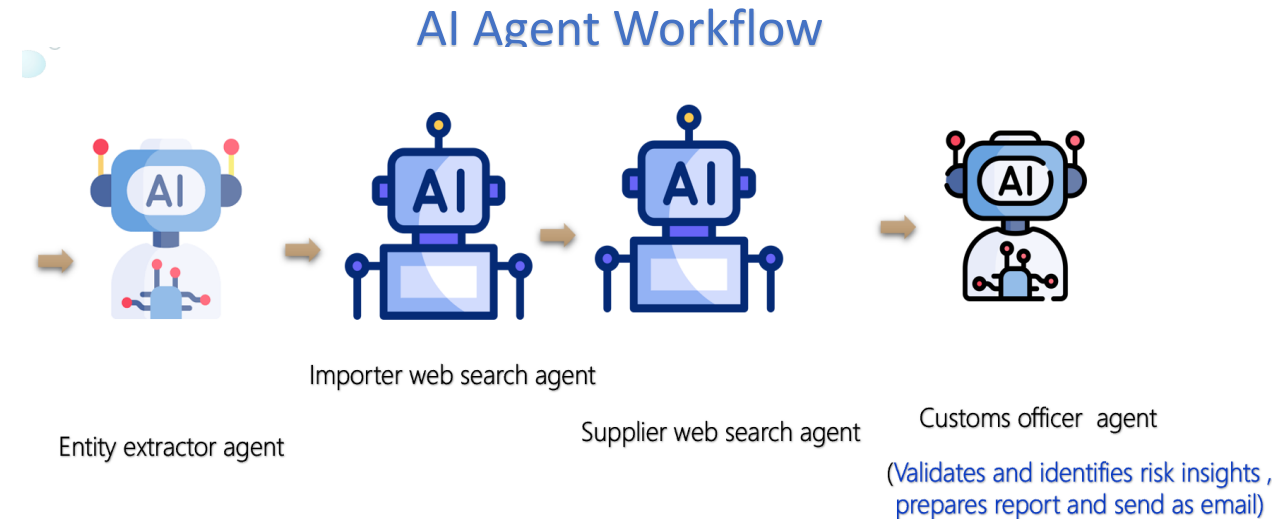 AI Agent Workflow
AI
AI
AI
AI
Importer web search agent
Entity extractor agent
Supplier web search agent
Customs officer  agent
(Validates and identifies risk insights ,
prepares report and send as email)